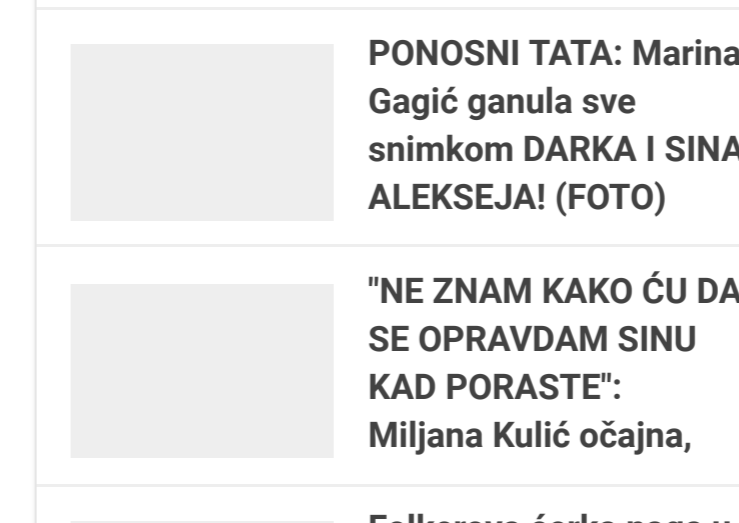 PONOSNI TATA: Marina
Gagić ganula sve
snimkom DARKA I SINA
ALEKSEJA! (FOTO)
"NE ZNAM KAKO ĆU DA
SE OPRAVDAM SINU
KAD PORASTE":
Miljana Kulić očajna,